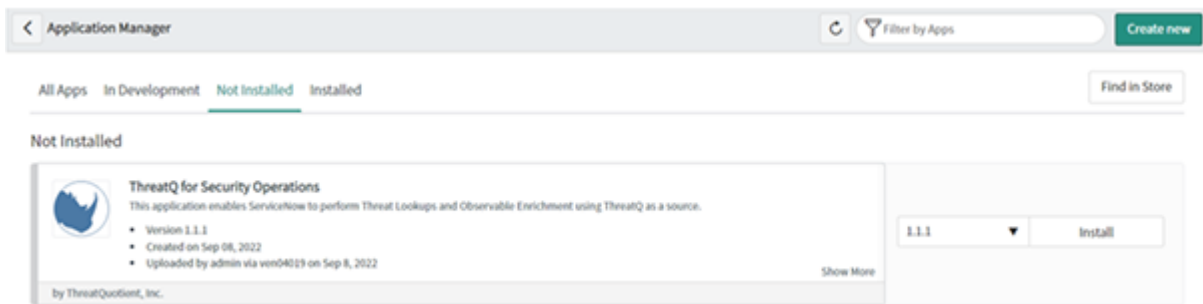 Application Manager
Filter by Apps
Create new
All Apps In Development Not Installed Installed
Find in Store
Not Installed
ThreatQ for Security Operations
This application enables ServiceNow to perform Threat Lookups and Observable Enrichment using ThreatQ as a source.
Version 1.1.1
Created on Sep 08, 2022
Uploaded by admin via ven04019 on Sep 8, 2022
Show More
by ThreatQuotient, Inc.
1.1.1
Install